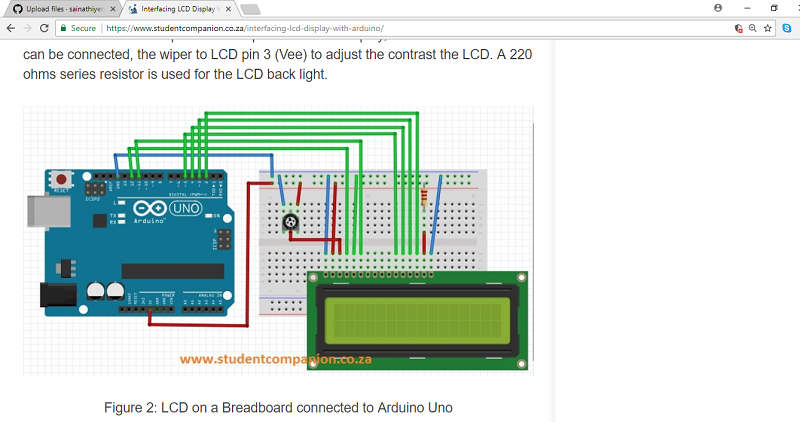 Upload files · sainathiyer
Interfacing LCD Display
Secure
https://www.studentcompanion.co.za/interfacing-lcd-display-with-arduino/
can be connected, the wiper to LCD pin 3 (Vee) to adjust the contrast the LCD. A 220
ohms series resistor is used for the LCD back light.
RESET
ICSP2
L
TX
RX
Arduino™
UNO
ON
ICSP
POWER
ANALOG IN
www.studentcompanion.co.za
Figure 2: LCD on a Breadboard connected to Arduino Uno